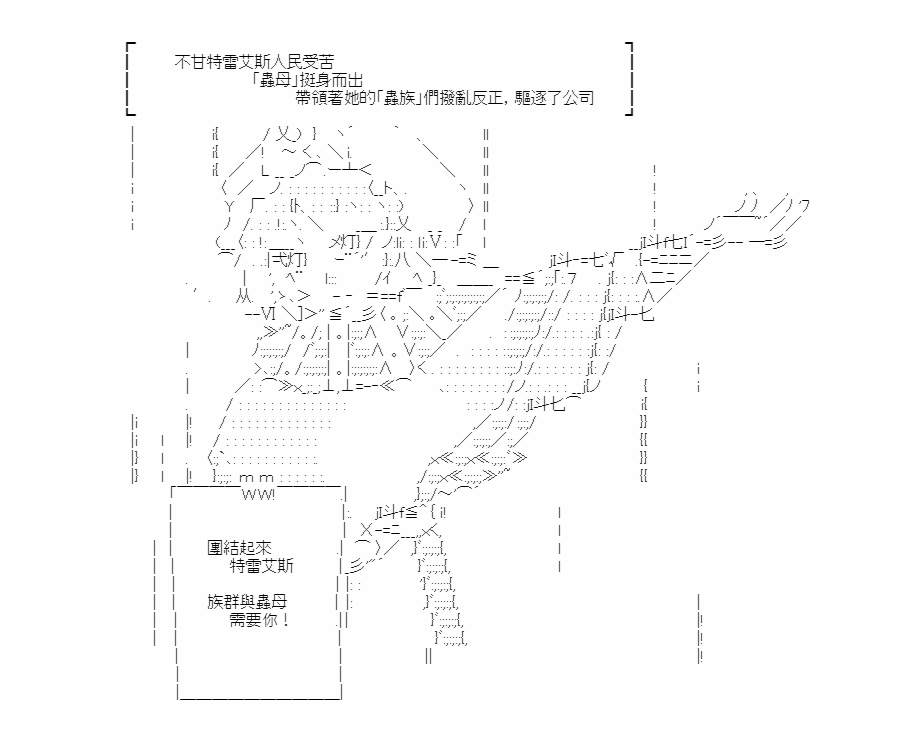 不甘特雷艾斯人民受苦
「蟲母」挺身而出
帶領著她的「蟲族」們撥亂反正，驅逐了公司
團結起來
特雷艾斯
族群與蟲母
需要你！